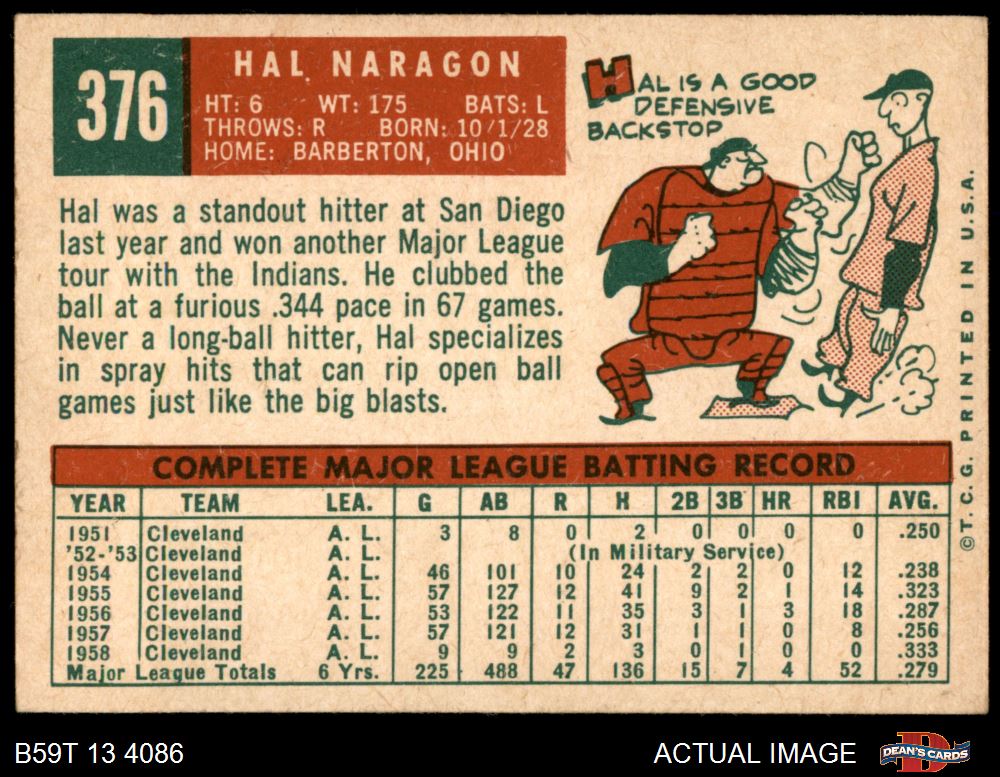 376
HAL NARAGON
HT: 6 WT: 175 BATS: L
THROWS: R BORN: 10/1/28
HOME: BARBERTON, OHIO
HAL IS A GOOD
DEFENSIVE
BACKSTOP
Hal was a standout hitter at San Diego
last year and won another Major League
tour with the Indians. He clubbed the
ball at a furious .344 pace in 67 games.
Never a long-ball hitter, Hal specializes
in spray hits that can rip open ball
games just like the big blasts.
COMPLETE MAJOR LEAGUE BATTING RECORD
YEAR TEAM LEA. G AB R H 2B 3B HR RBI AVG.
1951 Cleveland A. L. 3 8 0 2 0 0 0 0 .250
'52-'53 Cleveland (In Military Service)
1954 Cleveland A. L. 46 101 10 24 2 2 0 12 .238
1955 Cleveland A. L. 57 127 12 41 9 2 1 14 .323
1956 Cleveland A. L. 53 122 11 35 3 1 3 18 .287
1957 Cleveland A. L. 57 121 12 31 1 1 0 8 .256
1958 Cleveland A. L. 9 9 2 3 0 1 0 0 .333
Major League Totals 6 Yrs. 225 488 47 136 15 7 4 52 .279
©T. C. G. PRINTED IN U.S.A.
B59T 13 4086
ACTUAL IMAGE
DEAN'S CARDS